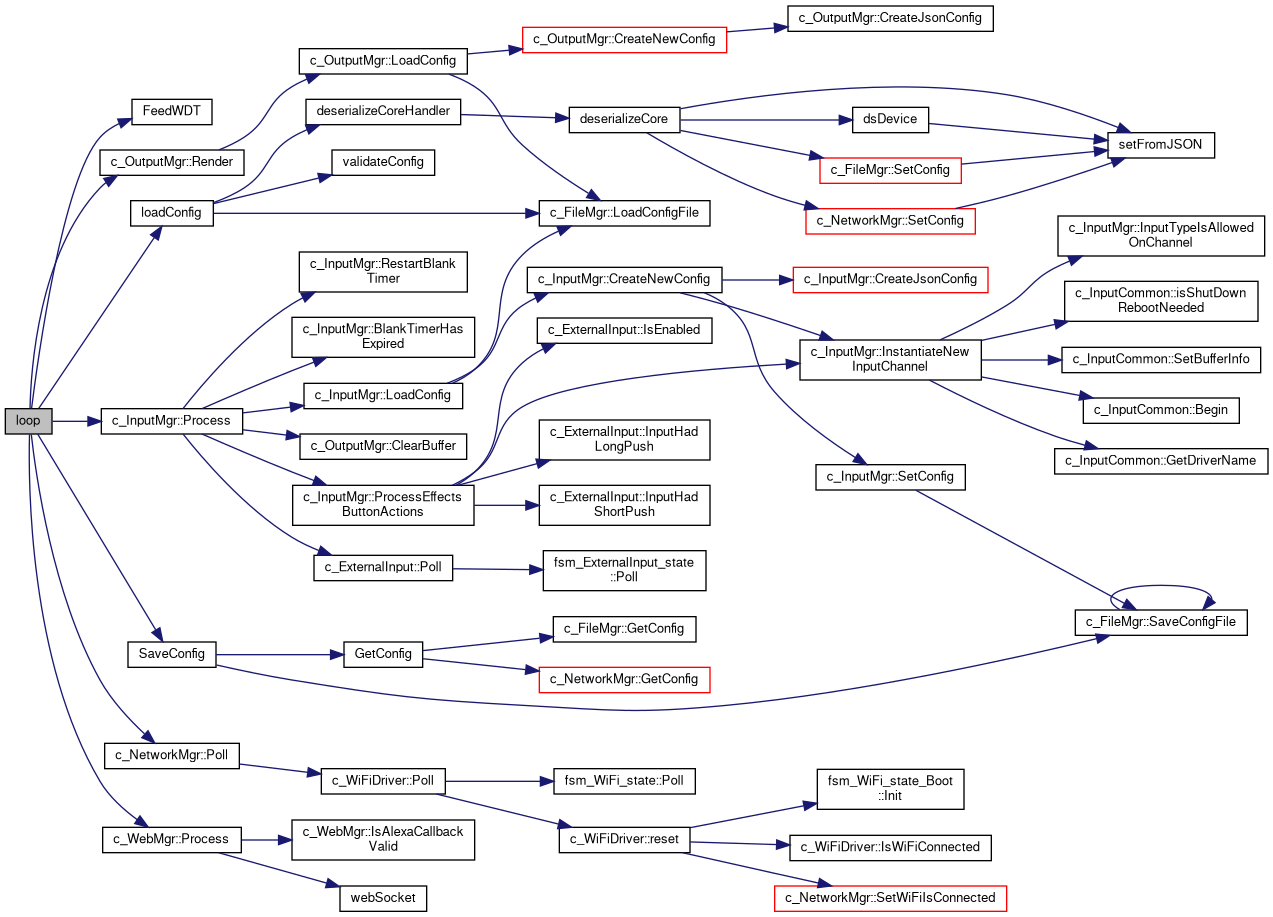 c_OutputMgr::CreateJsonConfig
c_OutputMgr::CreateNewConfig
c_OutputMgr::LoadConfig
FeedWDT
deserializeCoreHandler
deserializeCore
dsDevice
setFromJSON
c_OutputMgr::Render
validateConfig
c_FileMgr::SetConfig
loadConfig
c_FileMgr::LoadConfigFile
c_NetworkMgr::SetConfig
c_InputMgr::InputTypeIsAllowed
OnChannel
c_InputMgr::RestartBlank
Timer
c_InputMgr::CreateNewConfig
c_InputMgr::CreateJsonConfig
c_InputCommon::isShutDown
RebootNeeded
c_InputMgr::BlankTimerHas
Expired
c_ExternalInput::IsEnabled
c_InputMgr::InstantiateNew
InputChannel
c_InputCommon::SetBufferInfo
c_InputMgr::LoadConfig
c_InputCommon::Begin
loop
c_InputMgr::Process
c_OutputMgr::ClearBuffer
c_ExternalInput::InputHad
LongPush
c_InputCommon::GetDriverName
c_InputMgr::SetConfig
c_InputMgr::ProcessEffects
ButtonActions
c_ExternalInput::InputHad
ShortPush
c_ExternalInput::Poll
fsm_ExternalInput_state
::Poll
c_FileMgr::SaveConfigFile
c_FileMgr::GetConfig
SaveConfig
GetConfig
c_NetworkMgr::GetConfig
c_NetworkMgr::Poll
c_WiFiDriver::Poll
fsm_WiFi_state::Poll
fsm_WiFi_state_Boot
::Init
c_WebMgr::Process
c_WebMgr::IsAlexaCallback
Valid
c_WiFiDriver::reset
c_WiFiDriver::IsWiFiConnected
webSocket
c_NetworkMgr::SetWiFiIsConnected